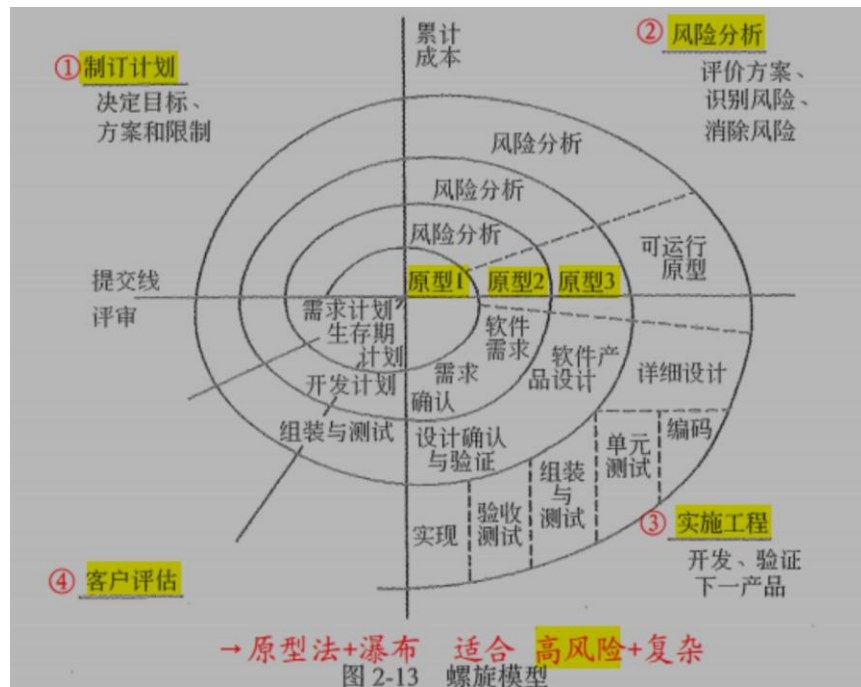 累计
成本
① 制订计划
决定目标、
方案和限制
② 风险分析
评价方案、
识别风险、
消除风险
风险分析
风险分析
风险分析
可运行
原型
提交线
原型1
原型2
原型3
评审
需求计划
生存期
计划
开发计划
组装与测试
需求
确认
软件
需求
软件产
品设计
详细设计
设计确认
与验证
实现
验收
测试
组装
与
测试
单元
测试
编码
③ 实施工程
开发、验证
下一产品
④ 客户评估
→原型法+瀑布 适合 高风险+复杂
图 2-13 螺旋模型